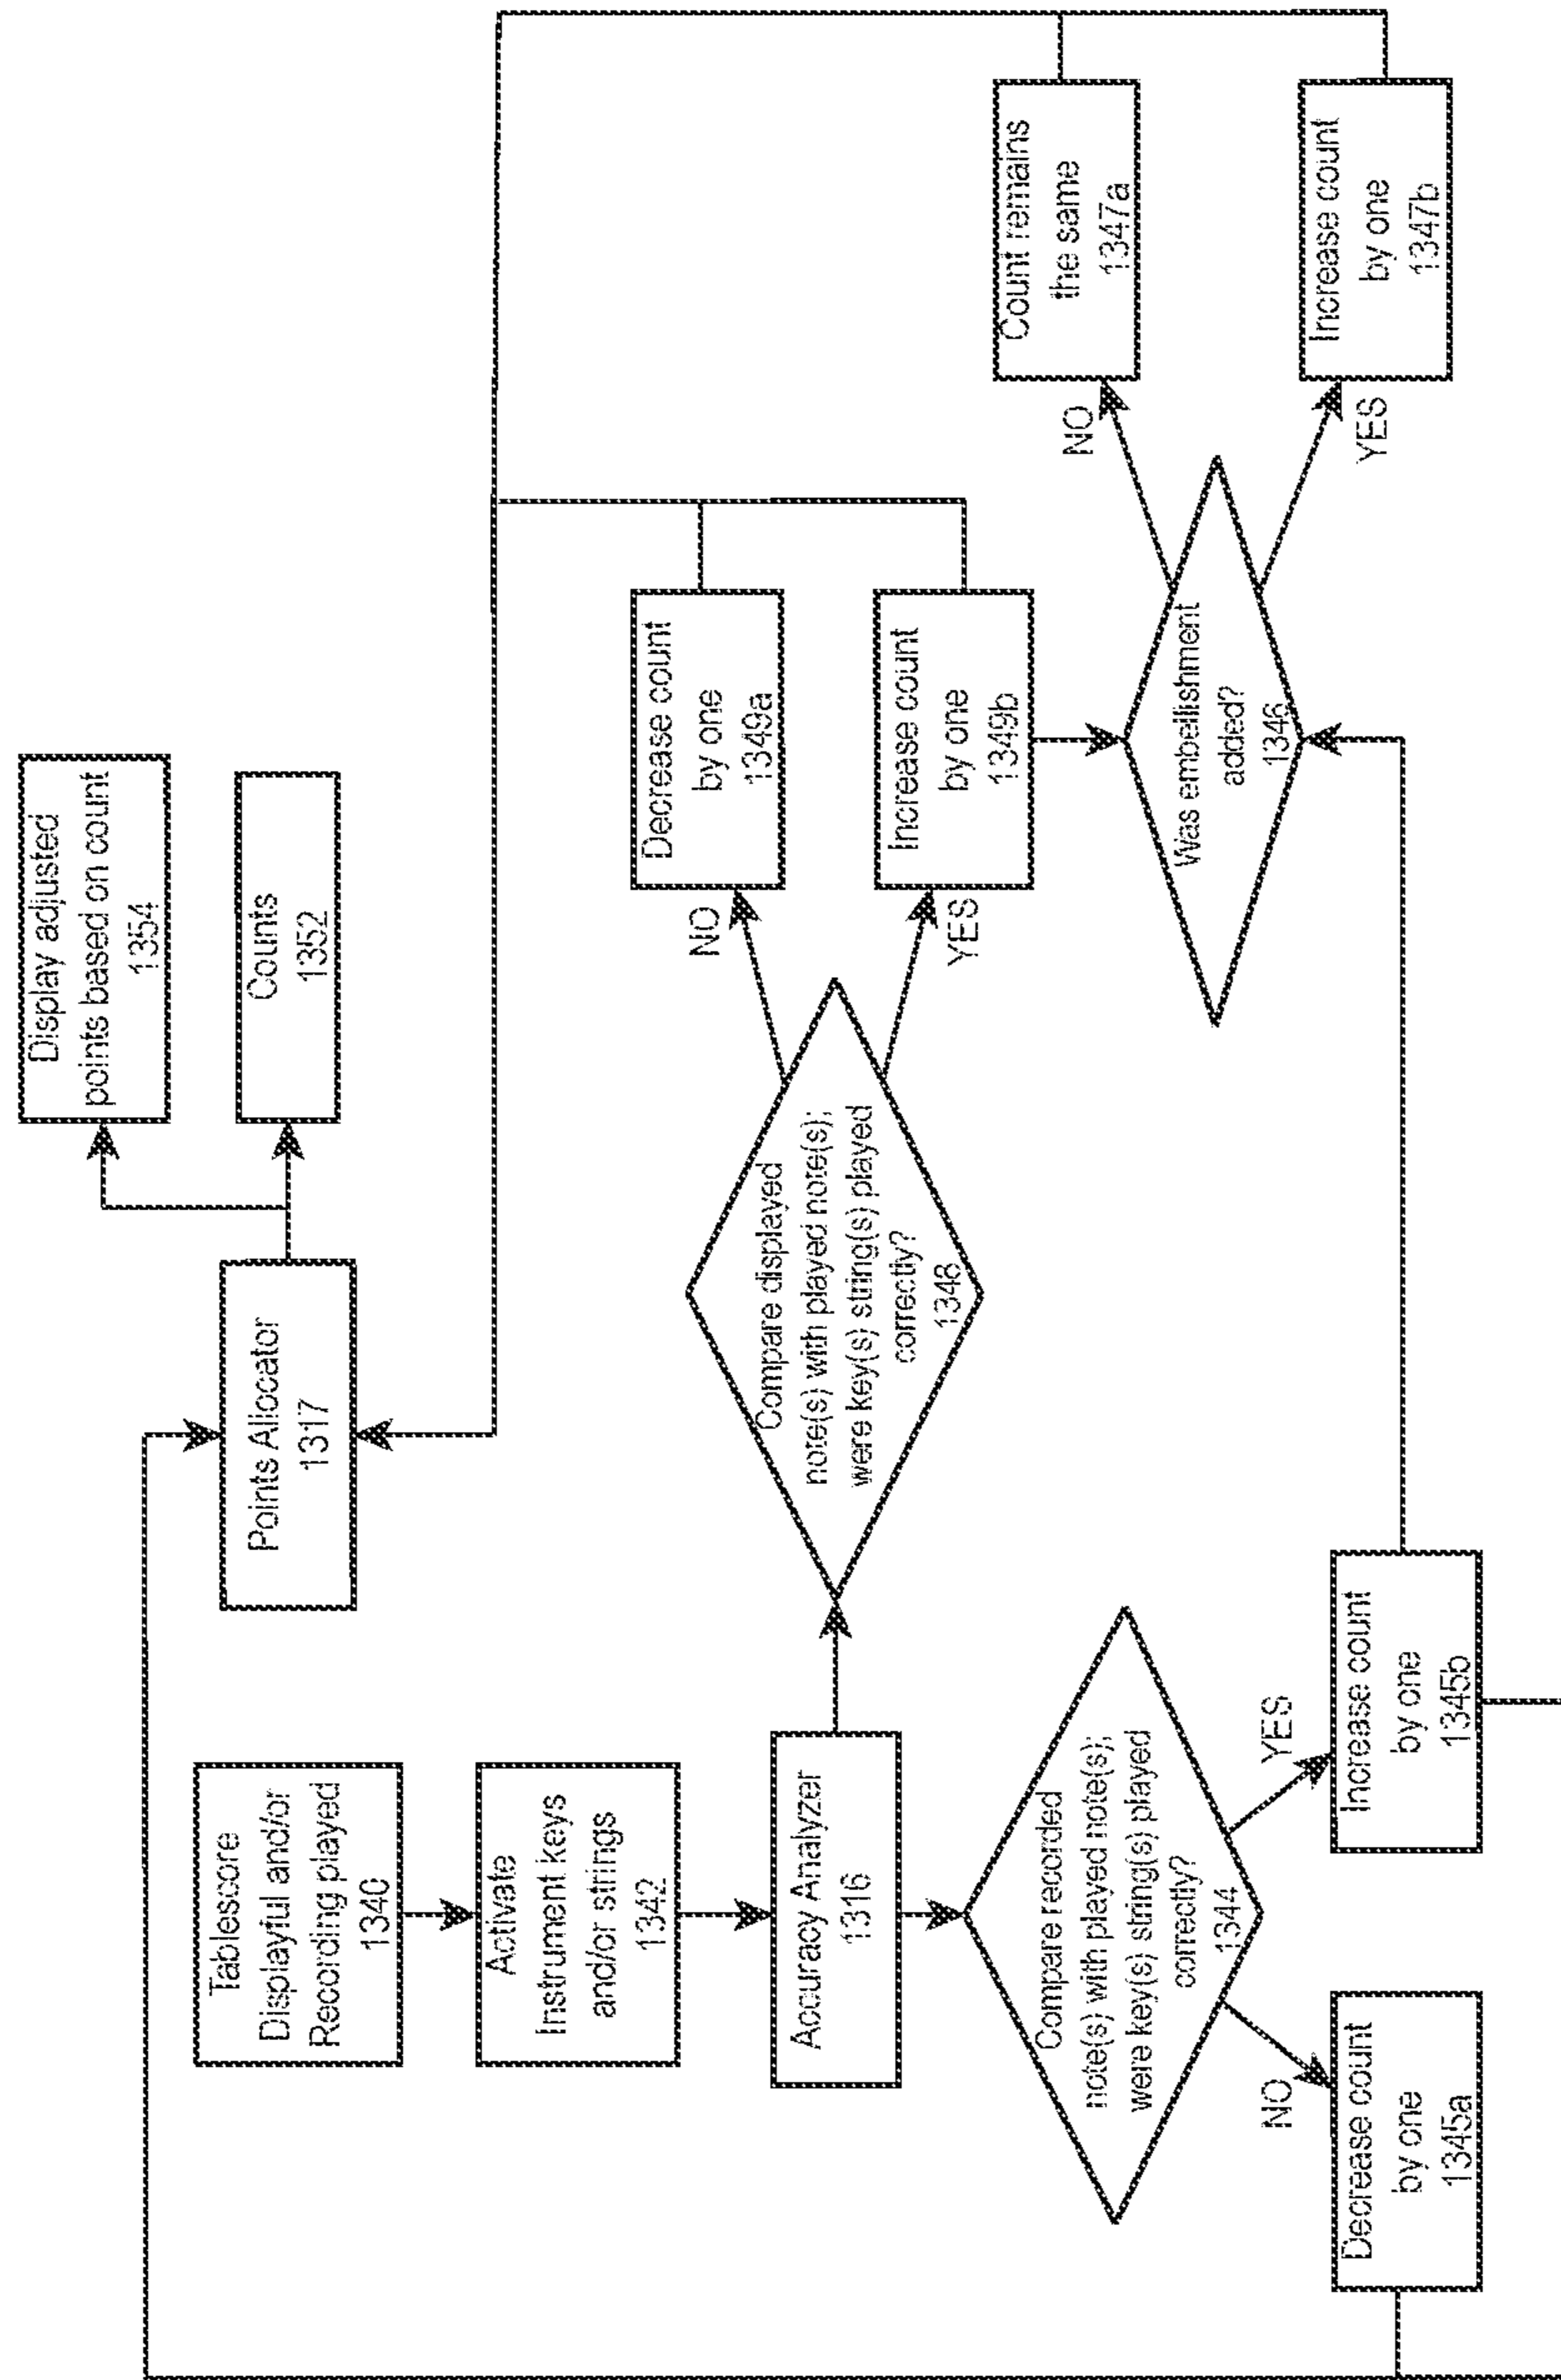 Tablescore
Displayful and/or
Recording played
1340
Activate
Instrument keys
and/or strings
1342
Accuracy Analyzer
1316
Compare recorded
note(s) with played note(s);
were key(s) string(s) played
correctly?
1344
NO
YES
Decrease count
by one
1345a
Increase count
by one
1345b
Points Allocator
1317
Display adjusted
points based on count
1354
Counts
1352
Compare displayed
note(s) with played note(s);
were key(s) string(s) played
correctly?
1348
NO
YES
Decrease count
by one
1349a
Increase count
by one
1349b
Was embellishment
added?
1346
NO
YES
Count remains
the same
1347a
Increase count
by one
1347b